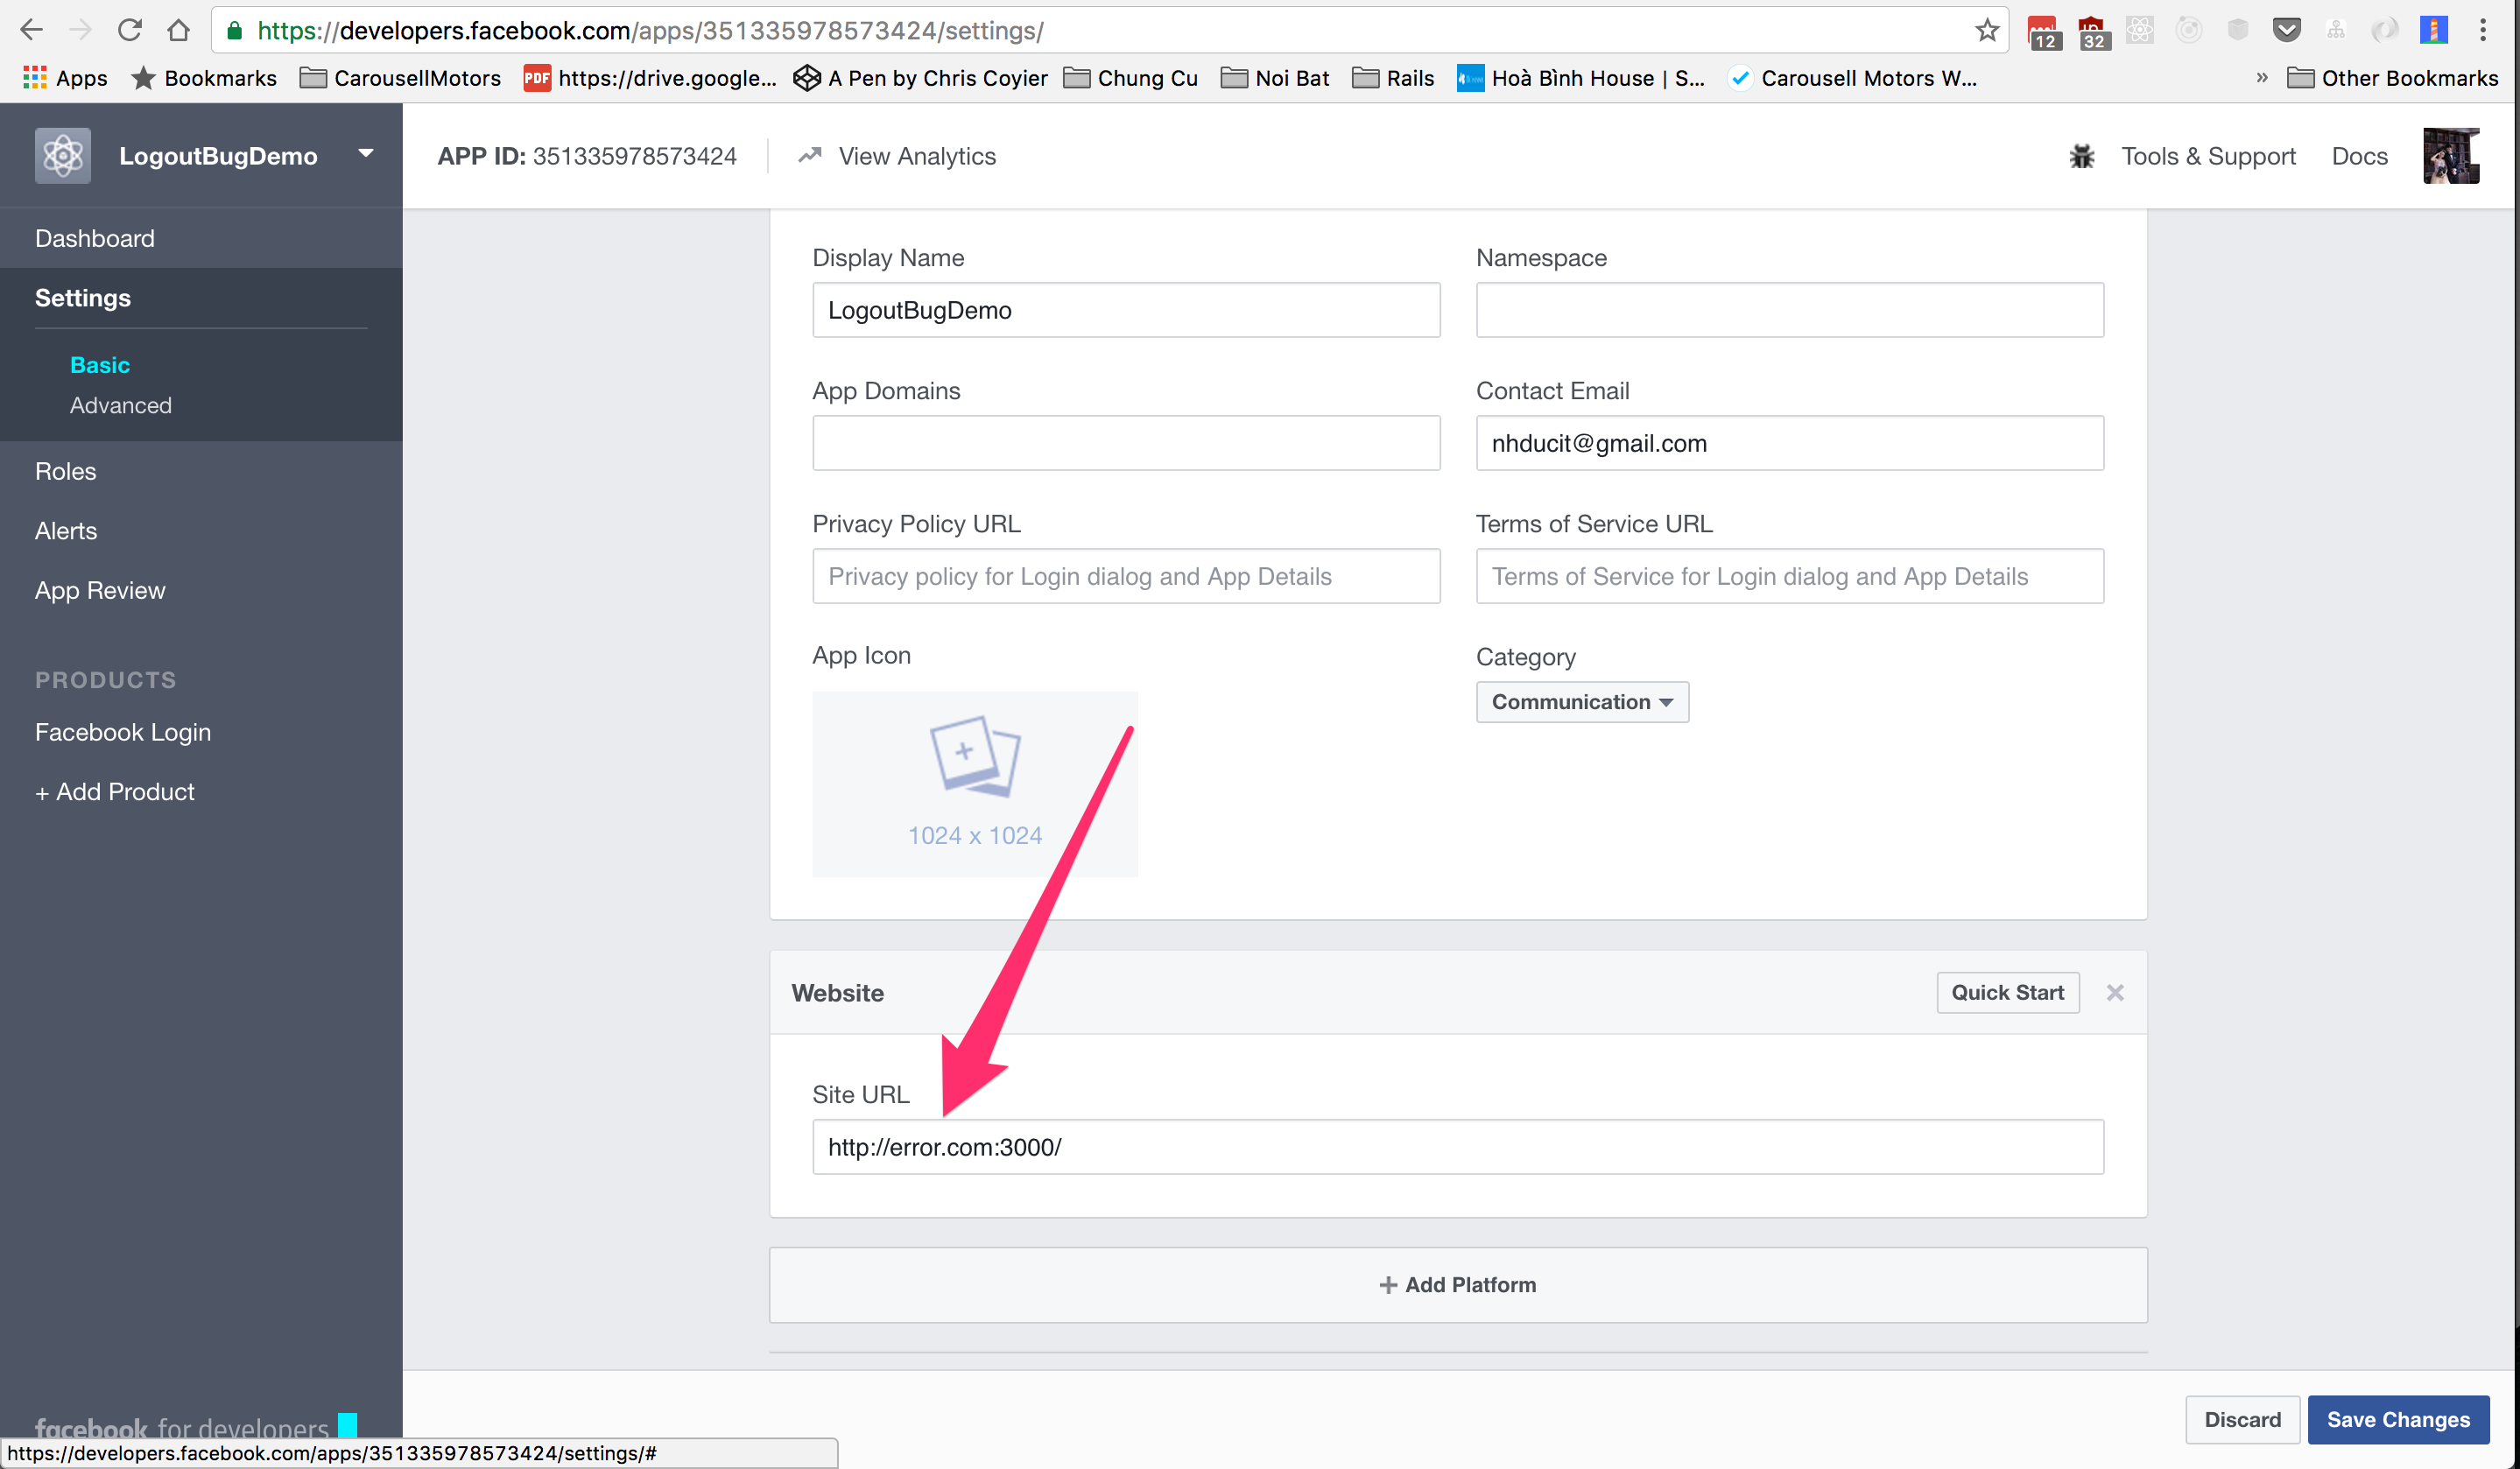 https://developers.facebook.com/apps/351335978573424/settings/
12
32
Apps Bookmarks CarousellMotors PDF https://drive.google... A Pen by Chris Coyier Chung Cu Noi Bat Rails Hoà Bình House | S... Carousell Motors W... » Other Bookmarks
LogoutBugDemo
APP ID: 351335978573424
View Analytics
Tools & Support
Docs
Dashboard
Settings
Basic
Advanced
Roles
Alerts
App Review
PRODUCTS
Facebook Login
+ Add Product
Display Name
LogoutBugDemo
Namespace
App Domains
Contact Email
nhducit@gmail.com
Privacy Policy URL
Privacy policy for Login dialog and App Details
Terms of Service URL
Terms of Service for Login dialog and App Details
App Icon
1024 x 1024
Category
Communication
Website
Quick Start
Site URL
http://error.com:3000/
+ Add Platform
facebook for developers
https://developers.facebook.com/apps/351335978573424/settings/#
Discard
Save Changes